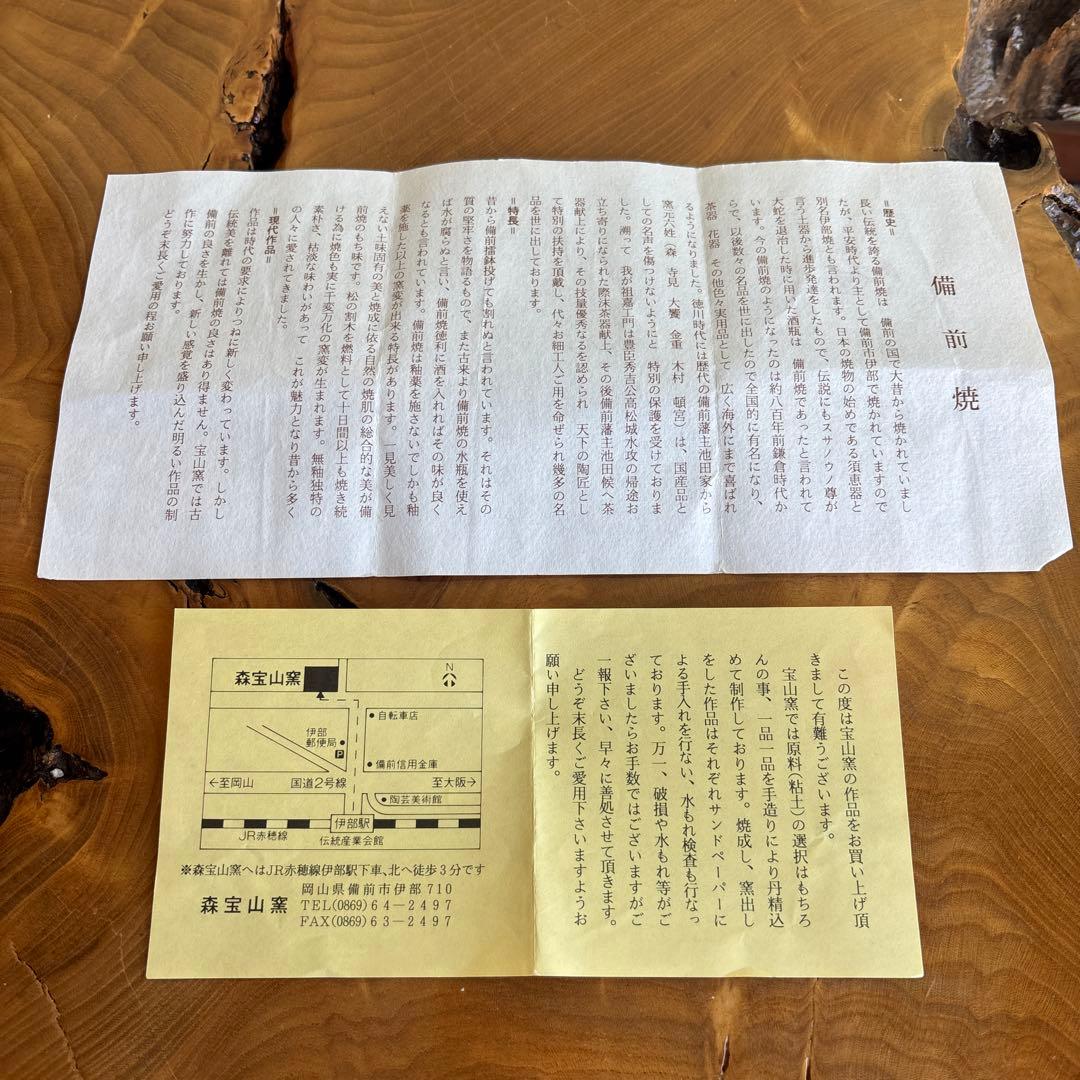 備前焼
＝歴史＝
長い伝統を誇る備前焼は　備前の国で大昔から焼かれていまし
たが、平安時代より主として備前市伊部で焼かれていますので
別名伊部焼とも言われます。日本の焼物の始めである須恵器と
言う土器から進歩発達をしたもので、伝説にもスサノウノ尊が
大蛇を退治した時に用いた酒瓶は　備前焼であったと言われて
います。今の備前焼のようになったのは約八百年前鎌倉時代か
らで、以後数々の名品を世に出したので全国的に有名になり、
茶器　花器　その他色々実用品として　広く海外にまで喜ばれ
るようになりました。徳川時代には歴代の備前藩主池田家から
窯元六姓（森　寺見　大饗　金重　木村　頓宮）は、国産品と
しての名声を傷つけないようにと　特別の保護を受けておりま
した。溯って　我が祖嘉工門は豊臣秀吉公高松城水攻の帰途お
立ち寄りになられた際沫茶器献上、その後備前藩主池田候へ茶
器献上により、その技量優秀なるを認められ　天下の陶匠とし
て特別の扶持を頂戴し、代々お細工人ご用を命ぜられ幾多の名
品を世に出しております。
＝特長＝
昔から備前擂鉢投げても割れぬと言われています。それはその
質の堅牢さを物語るもので、また古来より備前焼の水瓶を使え
ば水が腐らぬと言い、備前焼徳利に酒を入れればその味が良く
なるとも言われています。備前焼は釉薬を施さないでしかも釉
薬を施した以上の窯変が出来る特長があります。一見美しく見
えない土味固有の美と焼成に依る自然の焼肌の総合的な美が備
前焼のもち味です。松の割木を燃料として十日間以上も焼き続
ける為に焼色も実に千変万化の窯変が生まれます。無釉独特の
素朴さ、枯淡な味わいがあって　これが魅力となり昔から多く
の人々に愛されてきました。
＝現代作品＝
作品は時代の要求によりつねに新しく変わっています。しかし
伝統美を離れては備前焼の良さはあり得ません。宝山窯では古
備前の良さを生かし、新しい感覚を盛り込んだ明るい作品の制
作に努力しております。
どうぞ末長くご愛用の程お願い申し上げます。
この度は宝山窯の作品をお買い上げ頂
きまして有難うございます。
宝山窯では原料（粘土）の選択はもちろ
んの事、一品一品を手造りにより丹精込
めて制作しております。焼成し、窯出し
をした作品はそれぞれサンドペーパーに
よる手入れを行ない、水もれ検査も行なっ
ております。万一、破損や水もれ等がご
ざいましたらお手数ではございますがご
一報下さい、早々に善処させて頂きます。
どうぞ末長くご愛用下さいますようお
願い申し上げます。
森宝山窯
N
自転車店
伊部
郵便局
P
備前信用金庫
←至岡山
国道2号線
至大阪→
陶芸美術館
伊部駅
JR赤穂線
伝統産業会館
※森宝山窯へはJR赤穂線伊部駅下車、北へ徒歩3分です
森宝山窯
岡山県備前市伊部710
TEL(0869)64－2497
FAX(0869)63－2497